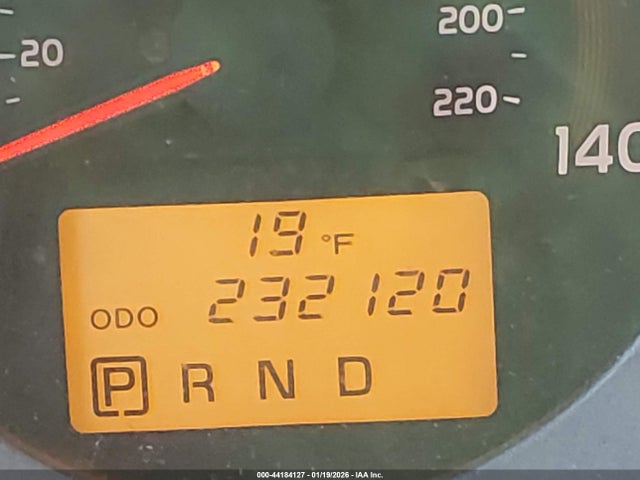 200
20
220
140
19 °F
ODO 232120
P R N D
000-44184127 - 01/19/2026 - IAA Inc.